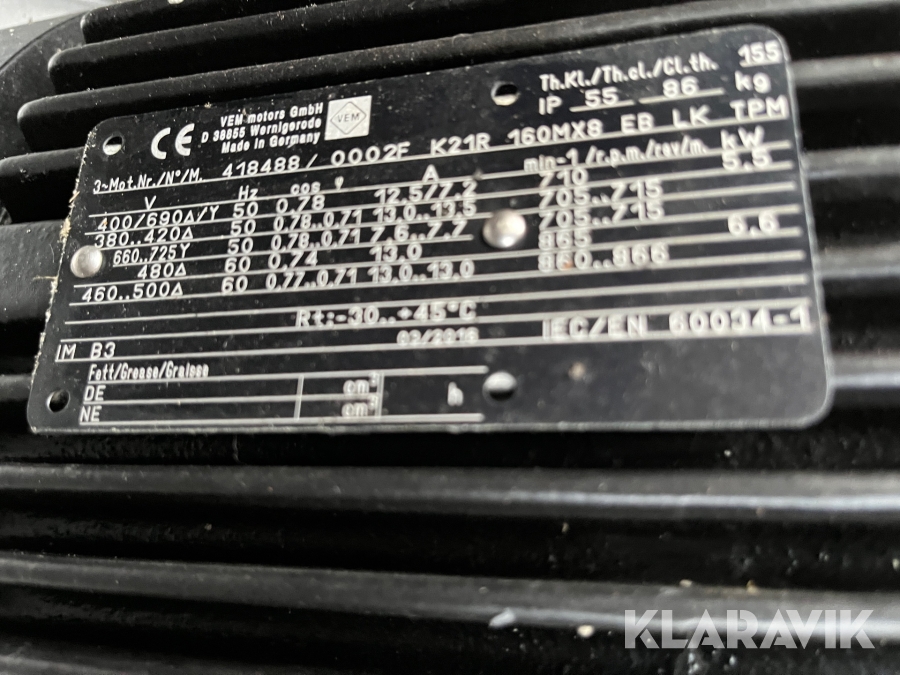 VEM motors GmbH
D 38855 Wernigerode
Made in Germany
VEM
CE
Th.Kl./Th.cl./Cl.th. 155
IP 55 86 kg
3~Mot.Nr./N°/M. 418488/0002F K21R 160MX8 EB LK TPM
V Hz cos φ A min-1/r.p.m./rev/m. kW
400/690Δ/Y 50 0,78 12,5/7,2 710 5,5
380..420Δ 50 0,78..0,71 13,0..13,5 705..715
660..725Y 50 0,78..0,71 7,6..7,7 705..715
480Δ 60 0,74 13,0 865 6,6
460..500Δ 60 0,77..0,71 13,0..13,0 860..866
Rt:-30..+45°C
IM B3 02/2016 IEC/EN 60034-1
Fett/Grease/Graisse
DE cm³ h
NE cm³
KLARAVIK